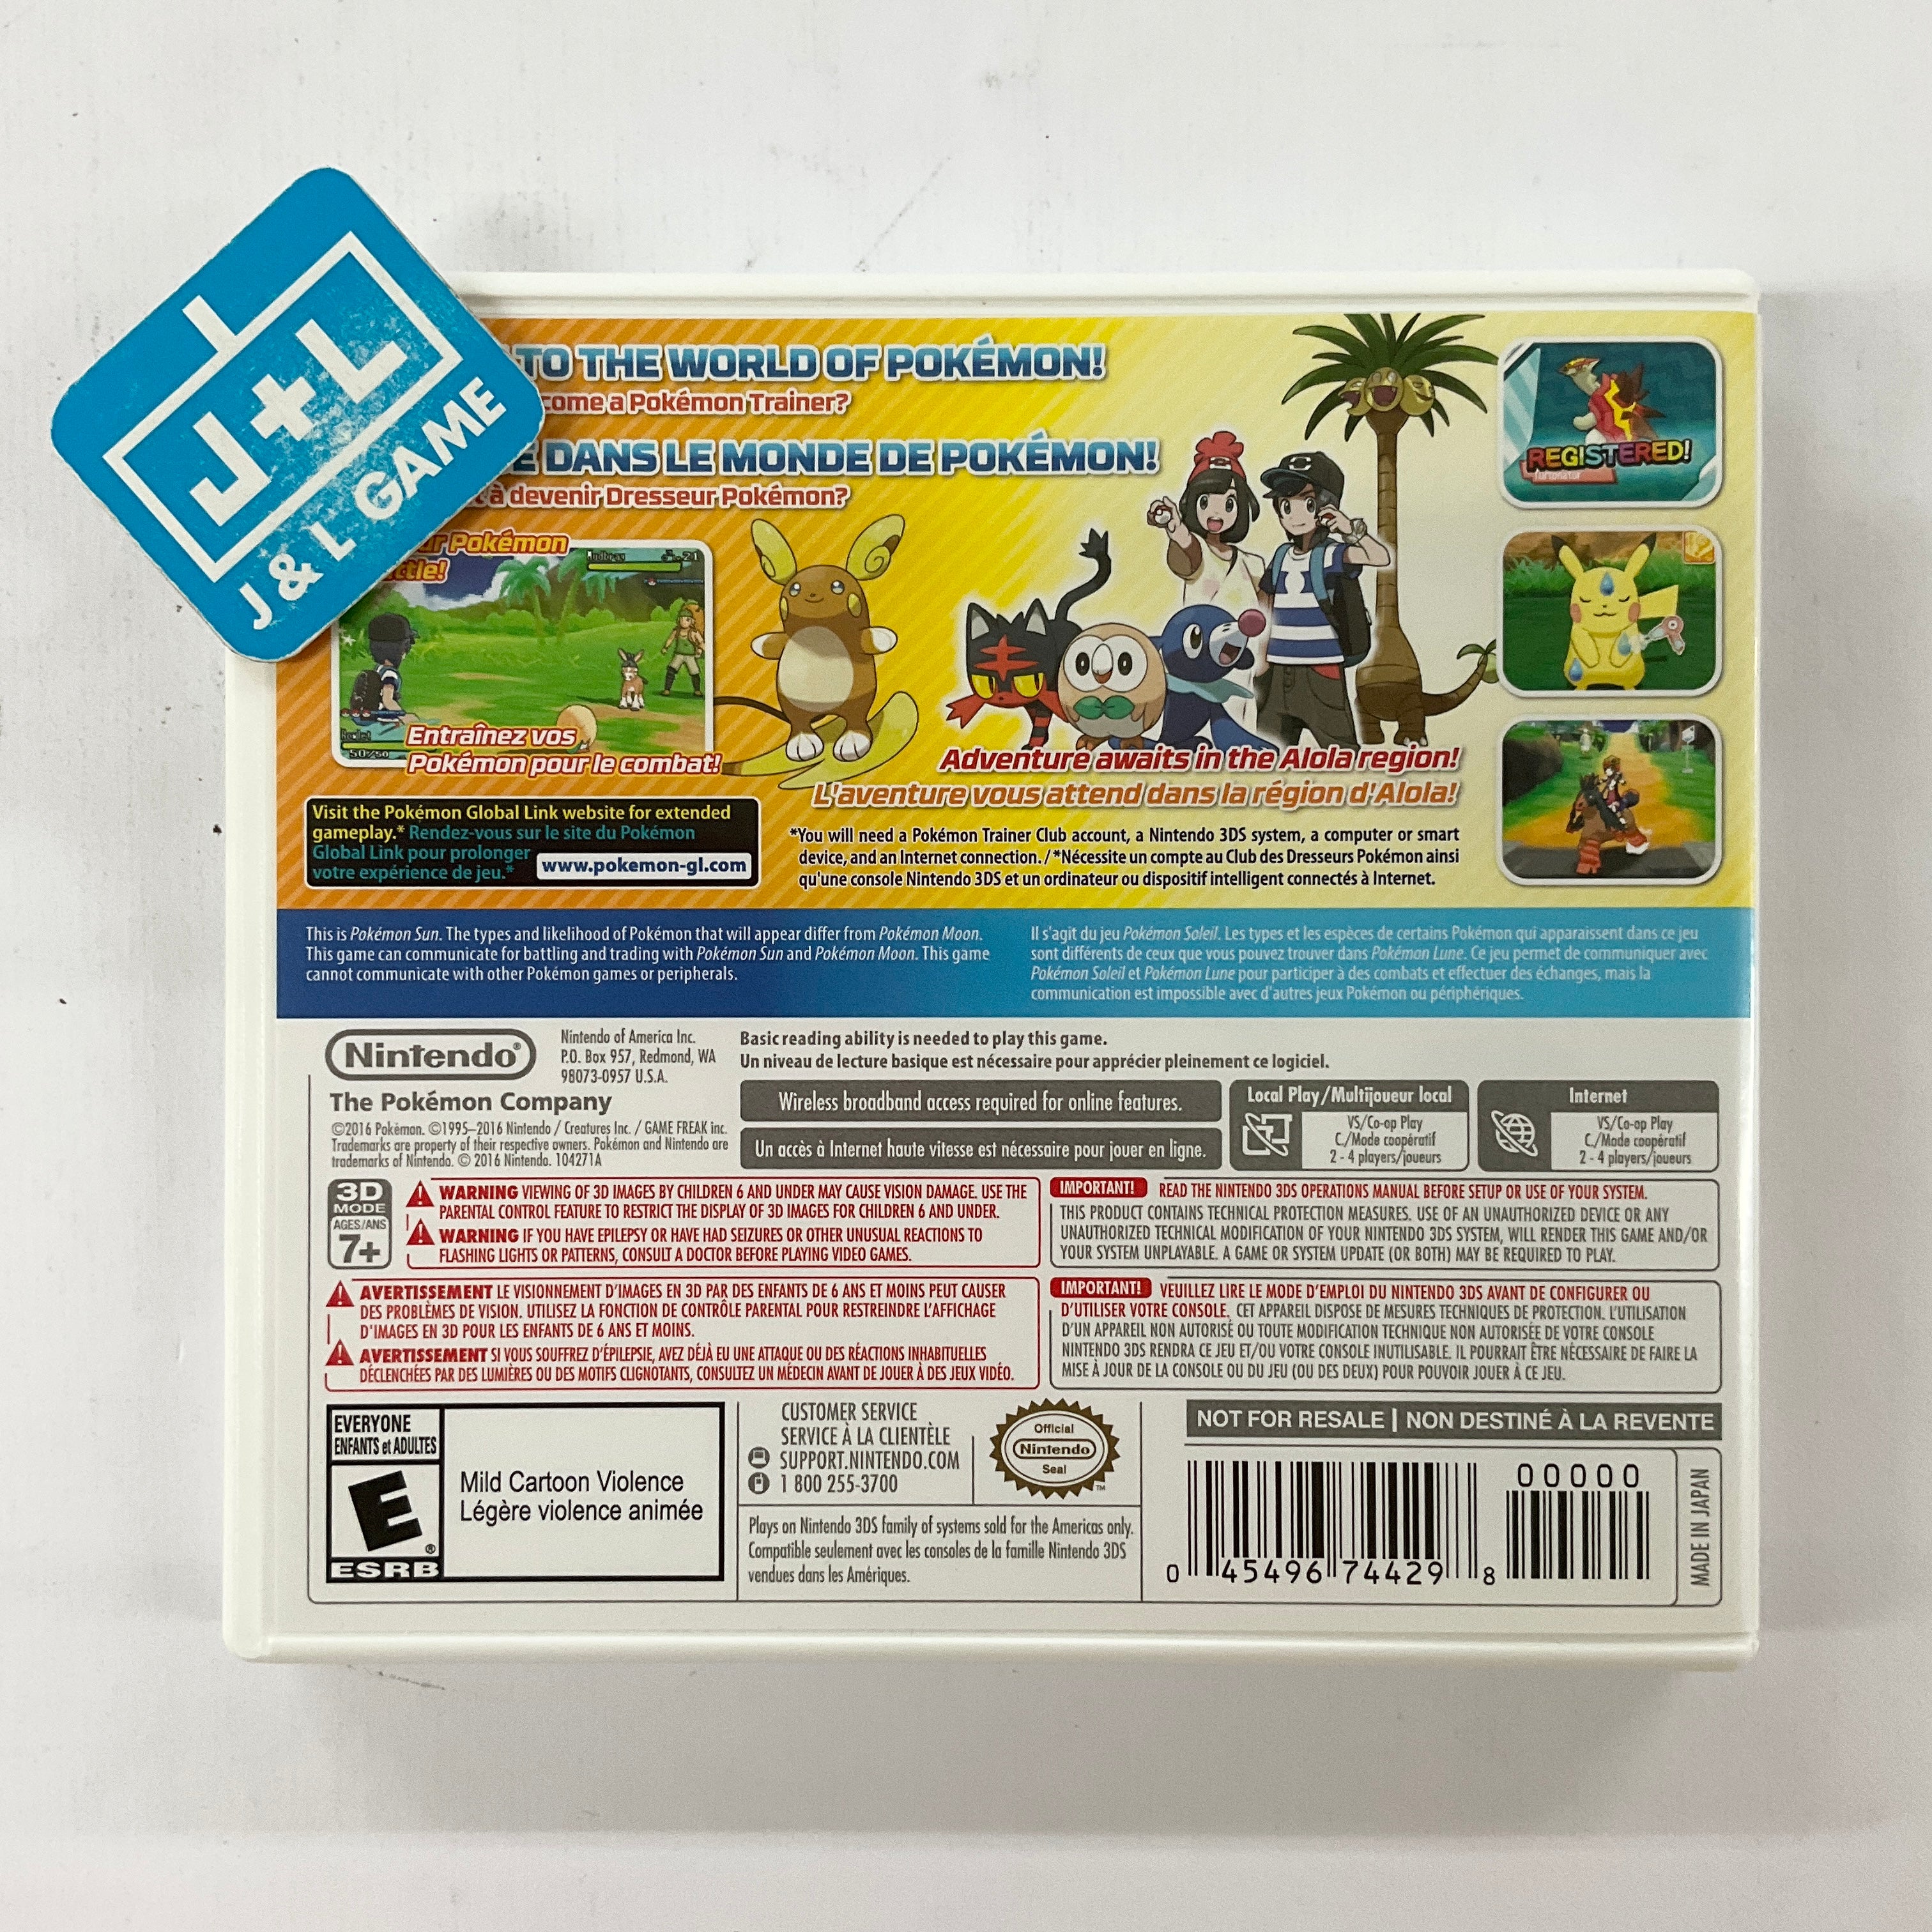 J+L
J & L GAME
TO THE WORLD OF POKÉMON!
come a Pokémon Trainer?
E DANS LE MONDE DE POKÉMON!
à devenir Dresseur Pokémon?
ur Pokémon
ttle!
Entraînez vos
Pokémon pour le combat!
50/50
REGISTERED!
Turtonator
Adventure awaits in the Alola region!
L'aventure vous attend dans la région d'Alola!
Visit the Pokémon Global Link website for extended
gameplay.* Rendez-vous sur le site du Pokémon
Global Link pour prolonger
votre expérience de jeu.*
www.pokemon-gl.com
*You will need a Pokémon Trainer Club account, a Nintendo 3DS system, a computer or smart
device, and an Internet connection. / *Nécessite un compte au Club des Dresseurs Pokémon ainsi
qu'une console Nintendo 3DS et un ordinateur ou dispositif intelligent connectés à Internet.
This is Pokémon Sun. The types and likelihood of Pokémon that will appear differ from Pokémon Moon.
This game can communicate for battling and trading with Pokémon Sun and Pokémon Moon. This game
cannot communicate with other Pokémon games or peripherals.
Il s'agit du jeu Pokémon Soleil. Les types et les espèces de certains Pokémon qui apparaissent dans ce jeu
sont différents de ceux que vous pouvez trouver dans Pokémon Lune. Ce jeu permet de communiquer avec
Pokémon Soleil et Pokémon Lune pour participer à des combats et effectuer des échanges, mais la
communication est impossible avec d'autres jeux Pokémon ou périphériques.
Nintendo®
Nintendo of America Inc.
P.O. Box 957, Redmond, WA
98073-0957 U.S.A.
The Pokémon Company
©2016 Pokémon. ©1995–2016 Nintendo / Creatures Inc. / GAME FREAK inc.
Trademarks are property of their respective owners. Pokémon and Nintendo are
trademarks of Nintendo. © 2016 Nintendo. 104271A
Basic reading ability is needed to play this game.
Un niveau de lecture basique est nécessaire pour apprécier pleinement ce logiciel.
Wireless broadband access required for online features.
Un accès à Internet haute vitesse est nécessaire pour jouer en ligne.
Local Play/Multijoueur local
VS/Co-op Play
C./Mode coopératif
2 - 4 players/joueurs
Internet
VS/Co-op Play
C./Mode coopératif
2 - 4 players/joueurs
3D
MODE
AGES/ANS
7+
WARNING VIEWING OF 3D IMAGES BY CHILDREN 6 AND UNDER MAY CAUSE VISION DAMAGE. USE THE
PARENTAL CONTROL FEATURE TO RESTRICT THE DISPLAY OF 3D IMAGES FOR CHILDREN 6 AND UNDER.
WARNING IF YOU HAVE EPILEPSY OR HAVE HAD SEIZURES OR OTHER UNUSUAL REACTIONS TO
FLASHING LIGHTS OR PATTERNS, CONSULT A DOCTOR BEFORE PLAYING VIDEO GAMES.
IMPORTANT! READ THE NINTENDO 3DS OPERATIONS MANUAL BEFORE SETUP OR USE OF YOUR SYSTEM.
THIS PRODUCT CONTAINS TECHNICAL PROTECTION MEASURES. USE OF AN UNAUTHORIZED DEVICE OR ANY
UNAUTHORIZED TECHNICAL MODIFICATION OF YOUR NINTENDO 3DS SYSTEM, WILL RENDER THIS GAME AND/OR
YOUR SYSTEM UNPLAYABLE. A GAME OR SYSTEM UPDATE (OR BOTH) MAY BE REQUIRED TO PLAY.
AVERTISSEMENT LE VISIONNEMENT D'IMAGES EN 3D PAR DES ENFANTS DE 6 ANS ET MOINS PEUT CAUSER
DES PROBLÈMES DE VISION. UTILISEZ LA FONCTION DE CONTRÔLE PARENTAL POUR RESTREINDRE L'AFFICHAGE
D'IMAGES EN 3D POUR LES ENFANTS DE 6 ANS ET MOINS.
AVERTISSEMENT SI VOUS SOUFFREZ D'ÉPILEPSIE, AVEZ DÉJÀ EU UNE ATTAQUE OU DES RÉACTIONS INHABITUELLES
DÉCLENCHÉES PAR DES LUMIÈRES OU DES MOTIFS CLIGNOTANTS, CONSULTEZ UN MÉDECIN AVANT DE JOUER À DES JEUX VIDÉO.
IMPORTANT! VEUILLEZ LIRE LE MODE D'EMPLOI DU NINTENDO 3DS AVANT DE CONFIGURER OU
D'UTILISER VOTRE CONSOLE. CET APPAREIL DISPOSE DE MESURES TECHNIQUES DE PROTECTION. L'UTILISATION
D'UN APPAREIL NON AUTORISÉ OU TOUTE MODIFICATION TECHNIQUE NON AUTORISÉE DE VOTRE CONSOLE
NINTENDO 3DS RENDRA CE JEU ET/OU VOTRE CONSOLE INUTILISABLE. IL POURRAIT ÊTRE NÉCESSAIRE DE FAIRE LA
MISE À JOUR DE LA CONSOLE OU DU JEU (OU DES DEUX) POUR POUVOIR JOUER À CE JEU.
EVERYONE
ENFANTS et ADULTES
E®
ESRB
Mild Cartoon Violence
Légère violence animée
CUSTOMER SERVICE
SERVICE À LA CLIENTÈLE
SUPPORT.NINTENDO.COM
1 800 255-3700
Official
Nintendo
Seal
™
Plays on Nintendo 3DS family of systems sold for the Americas only.
Compatible seulement avec les consoles de la famille Nintendo 3DS
vendues dans les Amériques.
NOT FOR RESALE | NON DESTINÉ À LA REVENTE
00000
0 45496 74429 8
MADE IN JAPAN